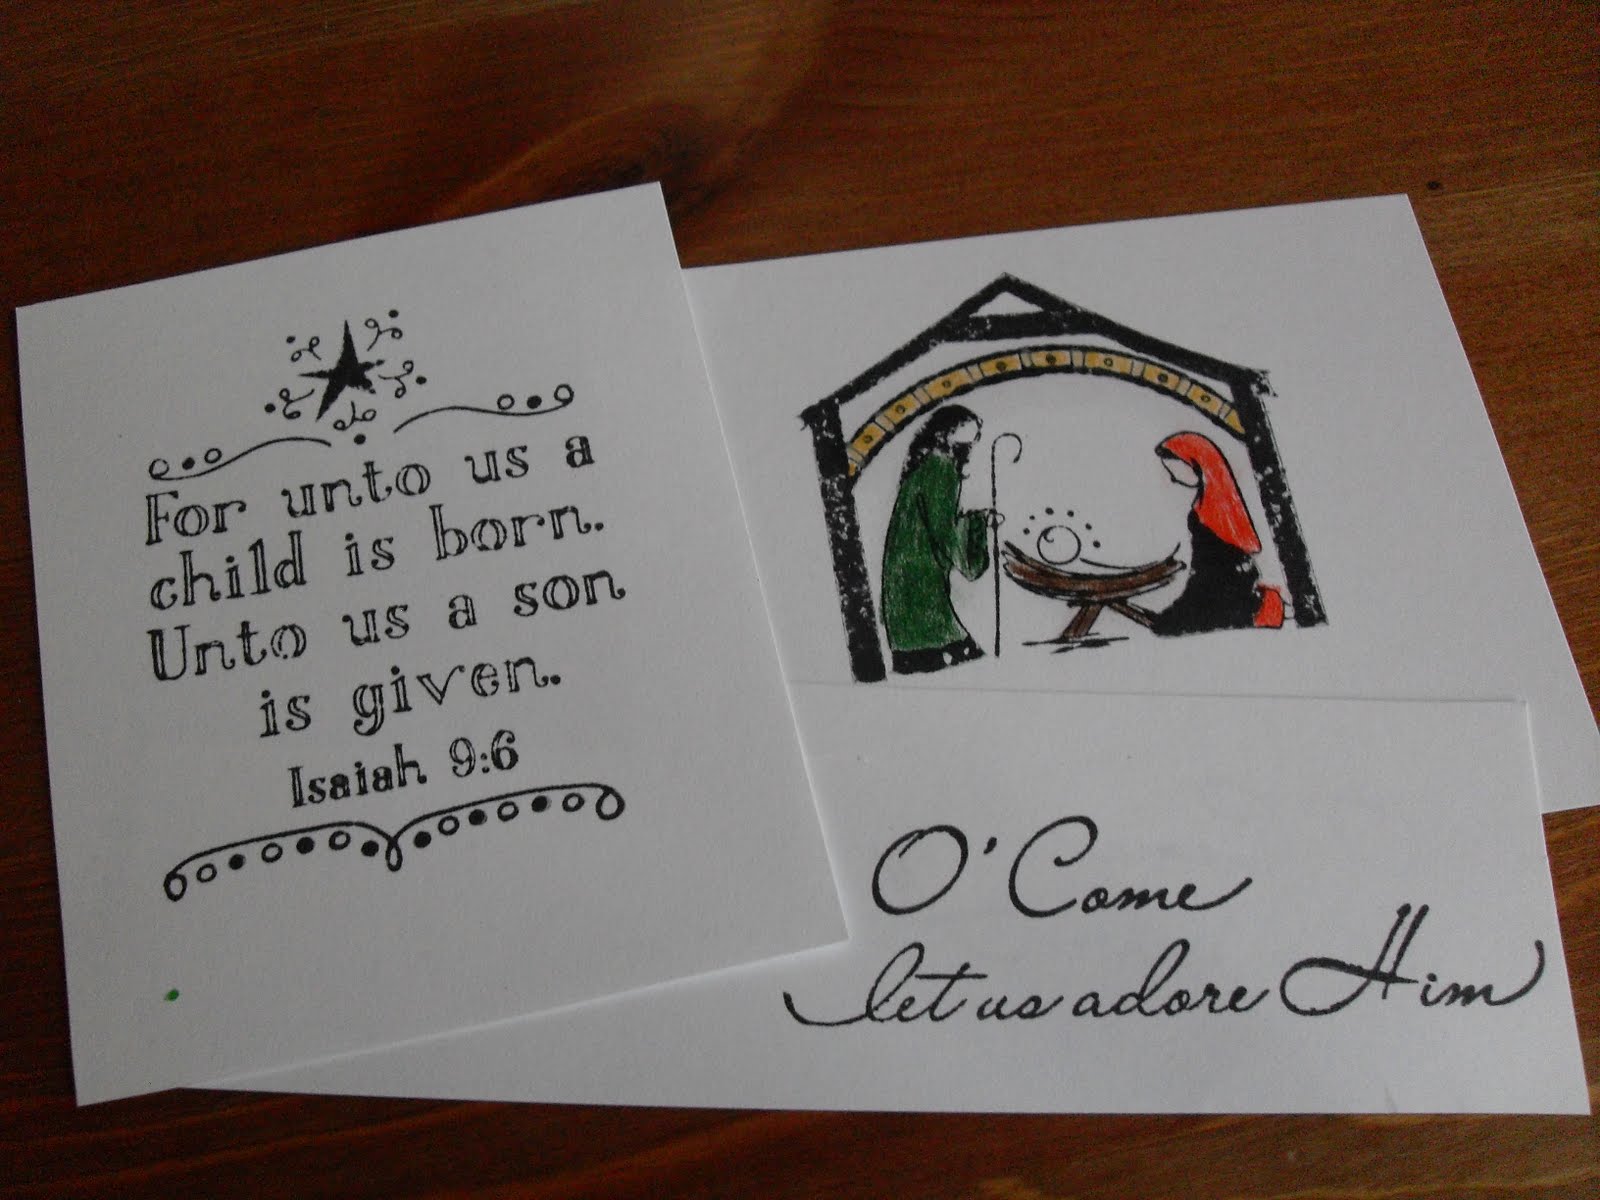 For unto us a
child is born.
Unto us a son
is given.
Isaiah 9:6
O' Come
let us adore Him